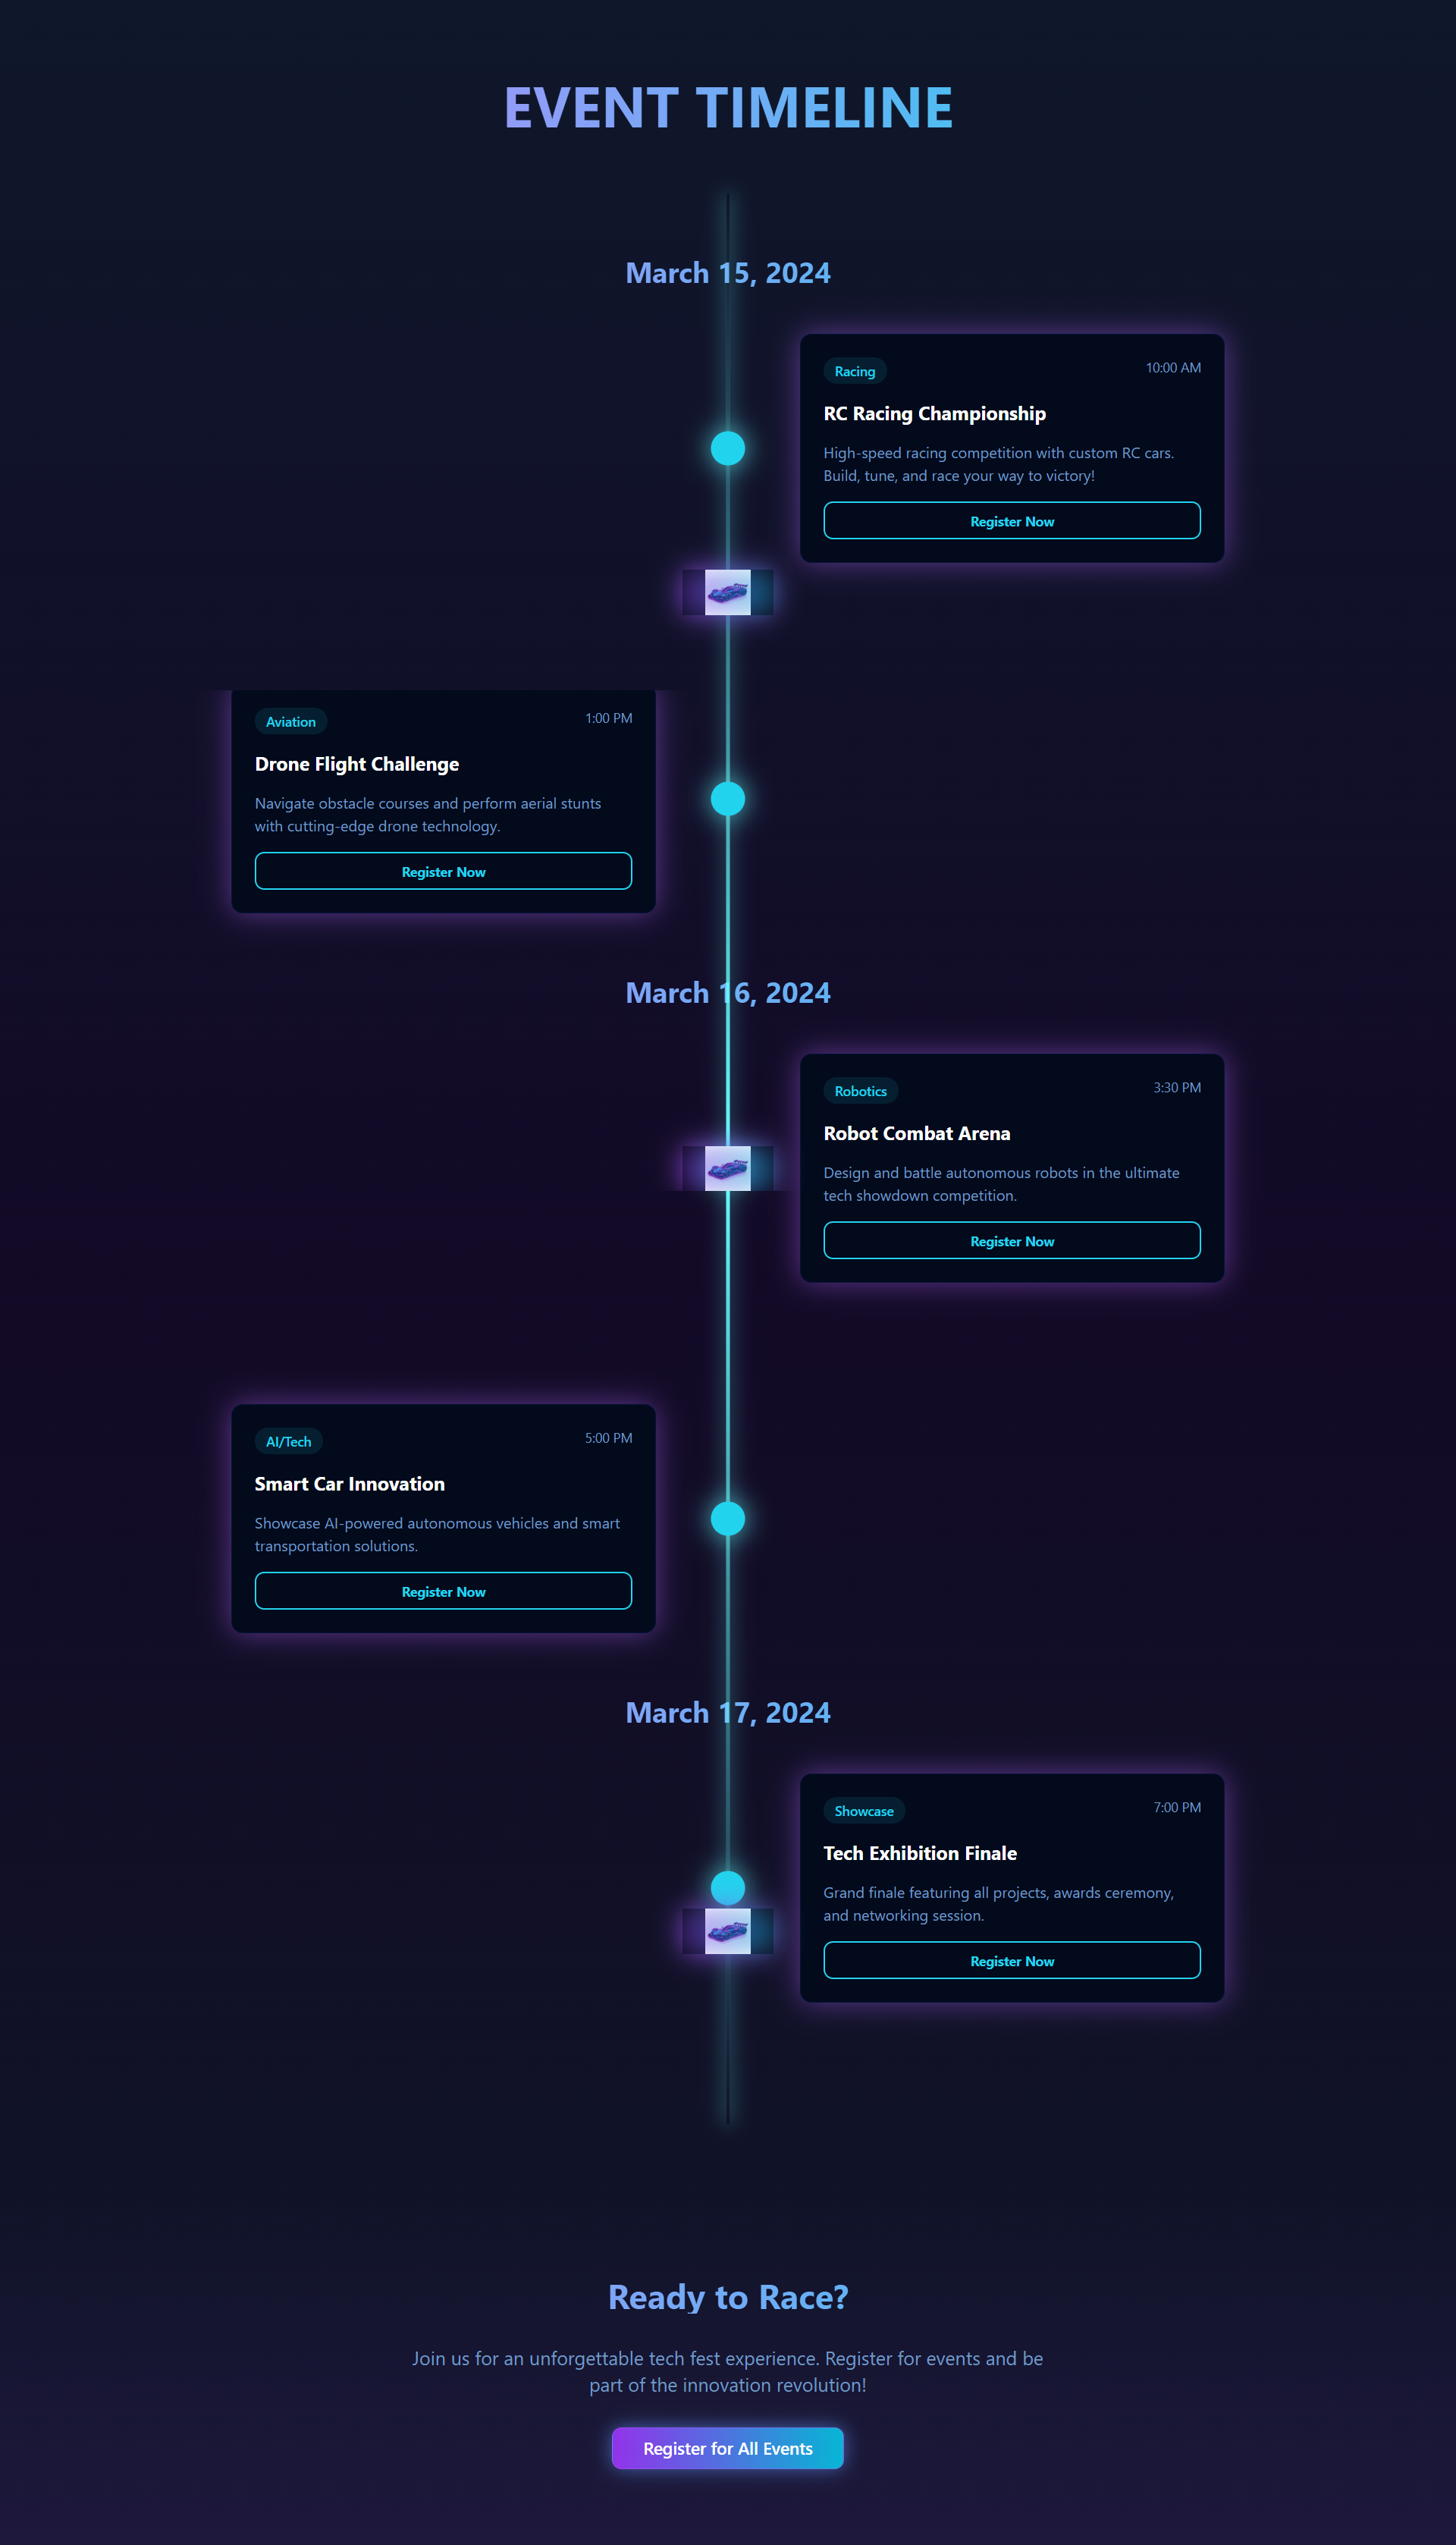 EVENT TIMELINE
March 15, 2024
Racing
10:00 AM
RC Racing Championship
High-speed racing competition with custom RC cars.
Build, tune, and race your way to victory!
Register Now
Aviation
1:00 PM
Drone Flight Challenge
Navigate obstacle courses and perform aerial stunts
with cutting-edge drone technology.
Register Now
March 16, 2024
Robotics
3:30 PM
Robot Combat Arena
Design and battle autonomous robots in the ultimate
tech showdown competition.
Register Now
AI/Tech
5:00 PM
Smart Car Innovation
Showcase AI-powered autonomous vehicles and smart
transportation solutions.
Register Now
March 17, 2024
Showcase
7:00 PM
Tech Exhibition Finale
Grand finale featuring all projects, awards ceremony,
and networking session.
Register Now
Ready to Race?
Join us for an unforgettable tech fest experience. Register for events and be
part of the innovation revolution!
Register for All Events